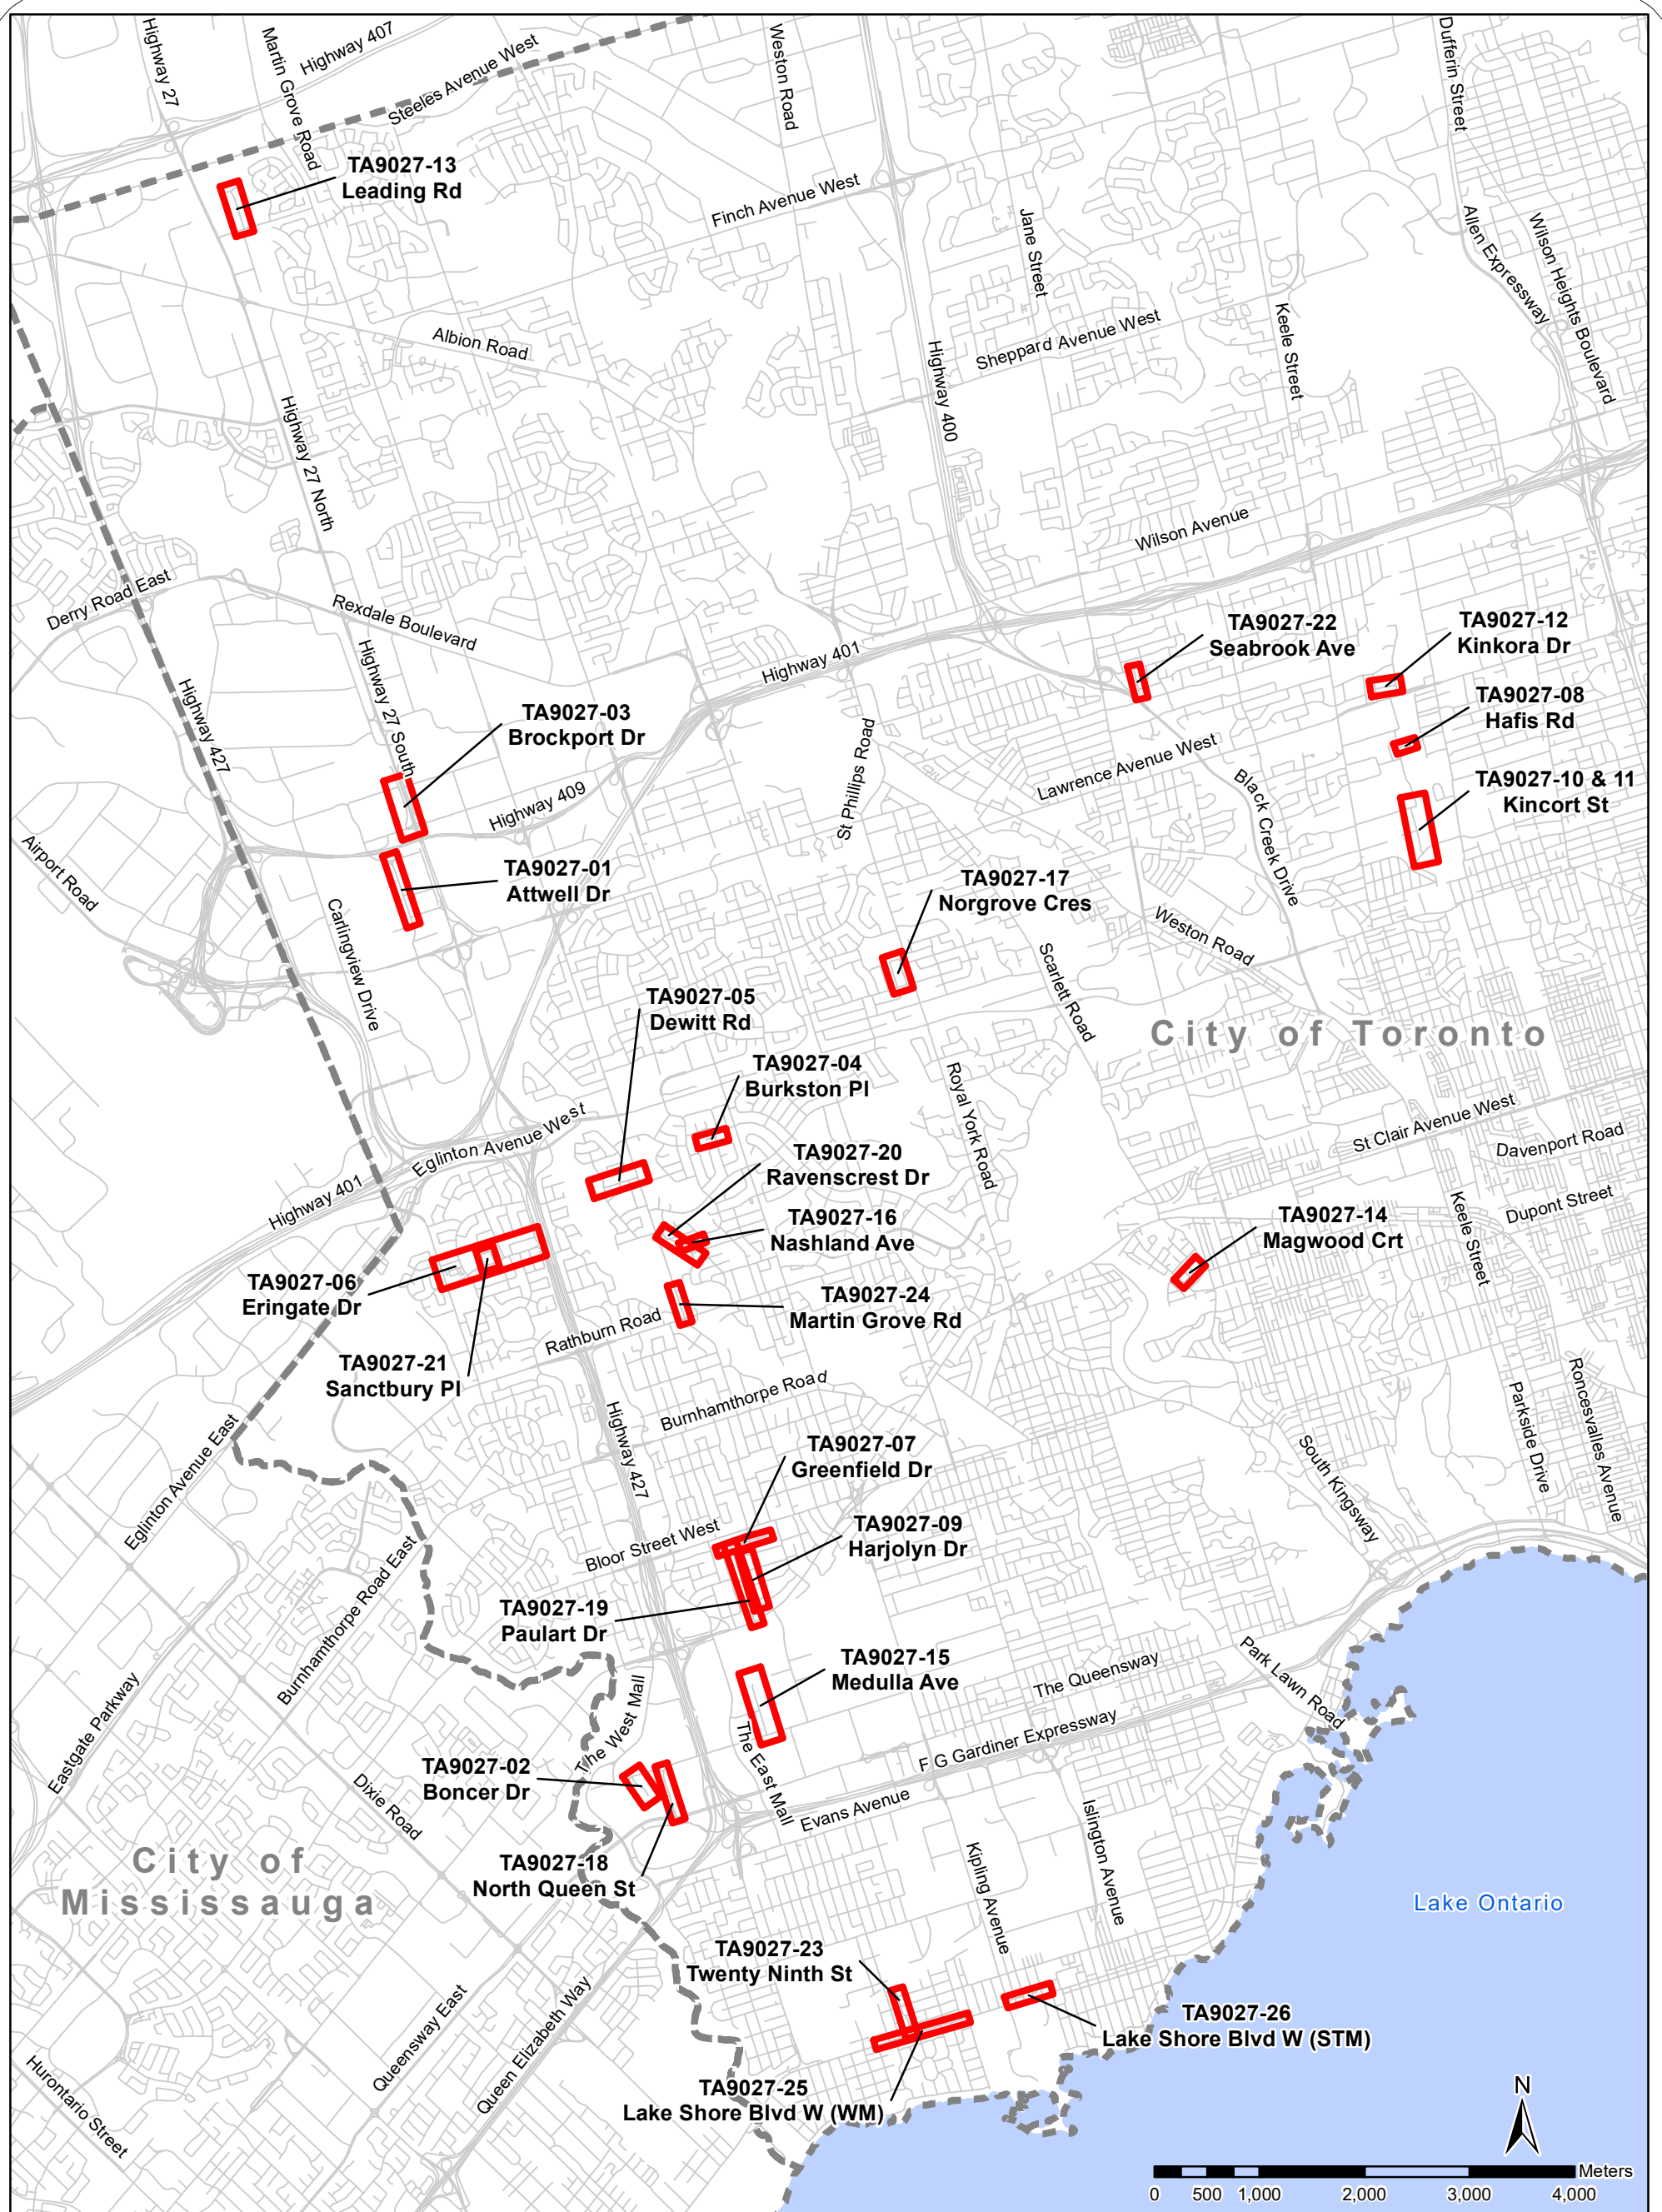 Highway 27
Martin Grove Road
Highway 407
Steeles Avenue West
Weston Road
Dufferin Street
TA9027-13
Leading Rd
Finch Avenue West
Jane Street
Allen Expressway
Wilson Heights Boulevard
Albion Road
Sheppard Avenue West
Keele Street
Highway 400
Highway 27 North
Wilson Avenue
Derry Road East
Rexdale Boulevard
Highway 401
TA9027-22
Seabrook Ave
TA9027-12
Kinkora Dr
Highway 427
Highway 27 South
TA9027-03
Brockport Dr
TA9027-08
Hafis Rd
St Phillips Road
Lawrence Avenue West
Black Creek Drive
TA9027-10 & 11
Kincort St
Highway 409
Airport Road
TA9027-01
Attwell Dr
TA9027-17
Norgrove Cres
Carlingview Drive
Weston Road
Scarlett Road
TA9027-05
Dewitt Rd
City of Toronto
TA9027-04
Burkston Pl
Royal York Road
Eglinton Avenue West
St Clair Avenue West
Davenport Road
TA9027-20
Ravenscrest Dr
Highway 401
TA9027-16
Nashland Ave
Keele Street
Dupont Street
TA9027-14
Magwood Crt
TA9027-06
Eringate Dr
TA9027-24
Martin Grove Rd
Rathburn Road
TA9027-21
Sanctbury Pl
Burnhamthorpe Road
Parkside Drive
Roncesvalles Avenue
Eglinton Avenue East
Highway 427
TA9027-07
Greenfield Dr
South Kingsway
Bloor Street West
TA9027-09
Harjolyn Dr
Burnhamthorpe Road East
TA9027-19
Paulart Dr
TA9027-15
Medulla Ave
The Queensway
Park Lawn Road
Eastgate Parkway
The West Mall
The East Mall
F G Gardiner Expressway
TA9027-02
Boncer Dr
Dixie Road
Evans Avenue
Islington Avenue
City of
Mississauga
TA9027-18
North Queen St
Kipling Avenue
Lake Ontario
TA9027-23
Twenty Ninth St
Queensway East
Queen Elizabeth Way
TA9027-26
Lake Shore Blvd W (STM)
Hurontario Street
TA9027-25
Lake Shore Blvd W (WM)
N
Meters
0 500 1,000 2,000 3,000 4,000